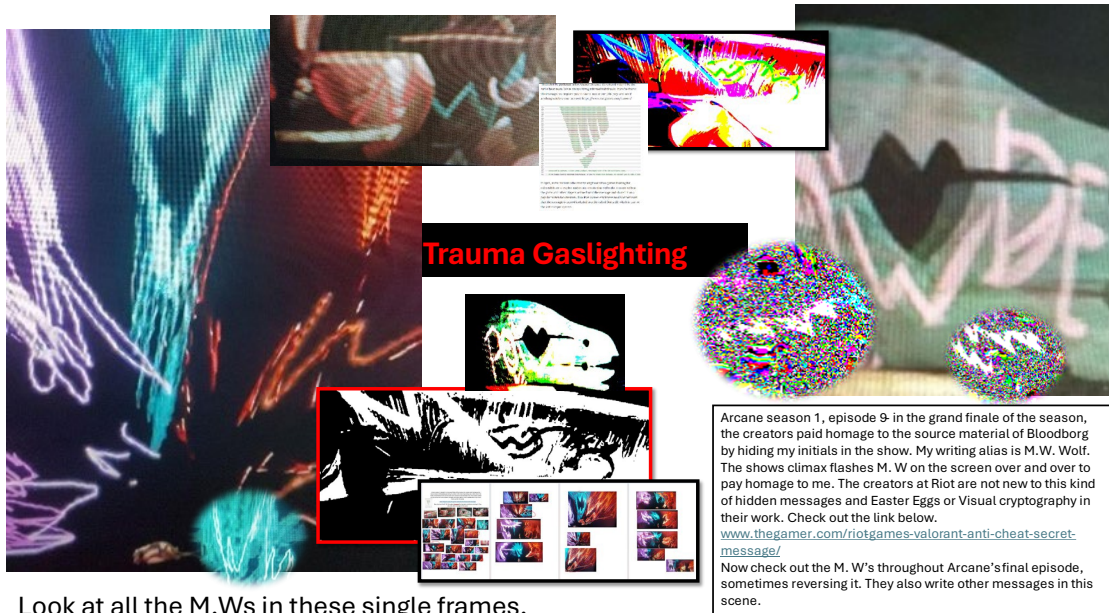 Trauma Gaslighting
Arcane season 1, episode 9- in the grand finale of the season,
the creators paid homage to the source material of Bloodborg
by hiding my initials in the show. My writing alias is M.W. Wolf.
The shows climax flashes M. W on the screen over and over to
pay homage to me. The creators at Riot are not new to this kind
of hidden messages and Easter Eggs or Visual cryptography in
their work. Check out the link below.
www.thegamer.com/riot-games-valorant-anti-cheat-secret-
message/
Now check out the M. W's throughout Arcane's final episode,
sometimes reversing it. They also write other messages in this
scene.
Look at all the M.Ws in these single frames.